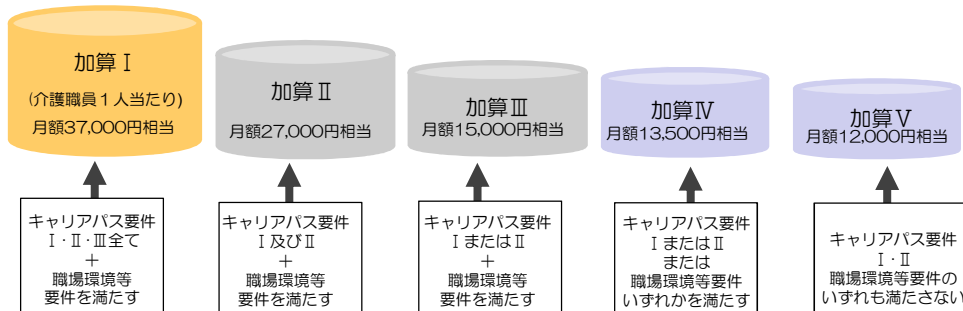 加算Ⅰ
(介護職員１人当たり)
月額37,000円相当
加算Ⅱ
月額27,000円相当
加算Ⅲ
月額15,000円相当
加算Ⅳ
月額13,500円相当
加算Ⅴ
月額12,000円相当
キャリアパス要件
Ⅰ・Ⅱ・Ⅲ全て
＋
職場環境等
要件を満たす
キャリアパス要件
Ⅰ及びⅡ
＋
職場環境等
要件を満たす
キャリアパス要件
ⅠまたはⅡ
＋
職場環境等
要件を満たす
キャリアパス要件
ⅠまたはⅡ
または
職場環境等要件
いずれかを満たす
キャリアパス要件
Ⅰ・Ⅱ
職場環境等要件の
いずれも満たさない